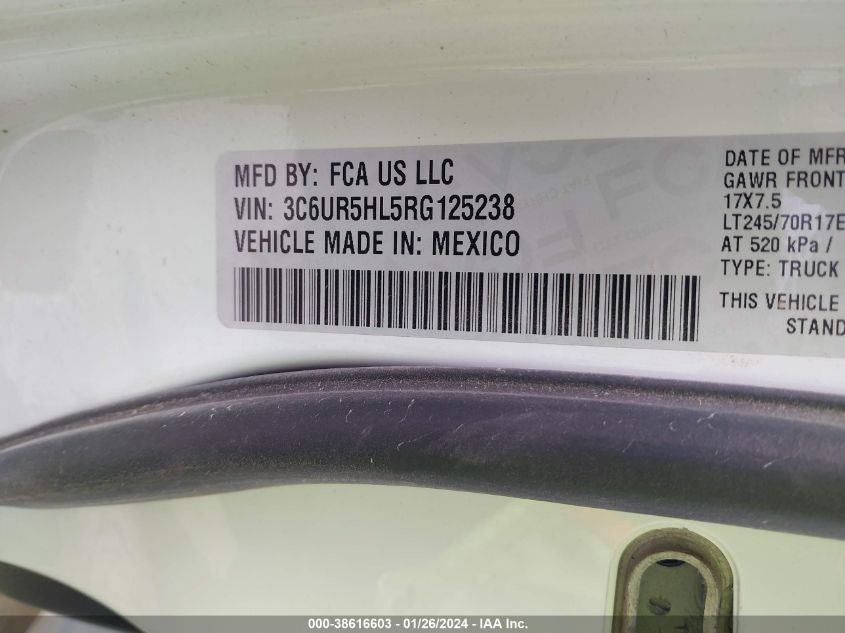 MFD BY: FCA US LLC
VIN: 3C6UR5HL5RG125238
VEHICLE MADE IN: MEXICO
DATE OF MFR
GAWR FRONT
17X7.5
LT245/70R17E
AT 520 kPa /
TYPE: TRUCK
THIS VEHICLE
STAND
000-38616603 - 01/26/2024 - IAA Inc.